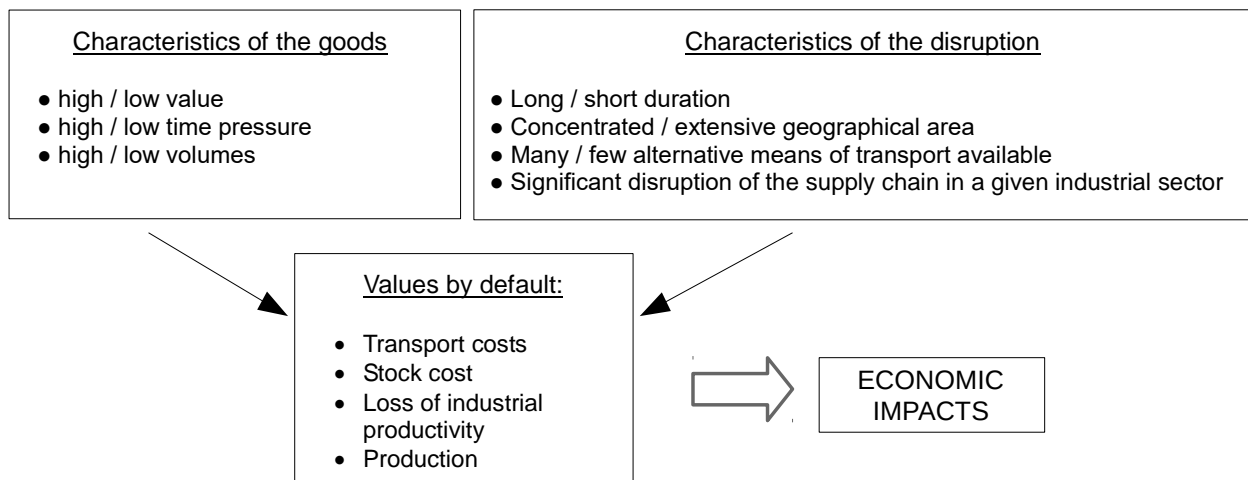 Characteristics of the goods
● high / low value
● high / low time pressure
● high / low volumes
Characteristics of the disruption
● Long / short duration
● Concentrated / extensive geographical area
● Many / few alternative means of transport available
● Significant disruption of the supply chain in a given industrial sector
Values by default:
• Transport costs
• Stock cost
• Loss of industrial
productivity
• Production
ECONOMIC
IMPACTS